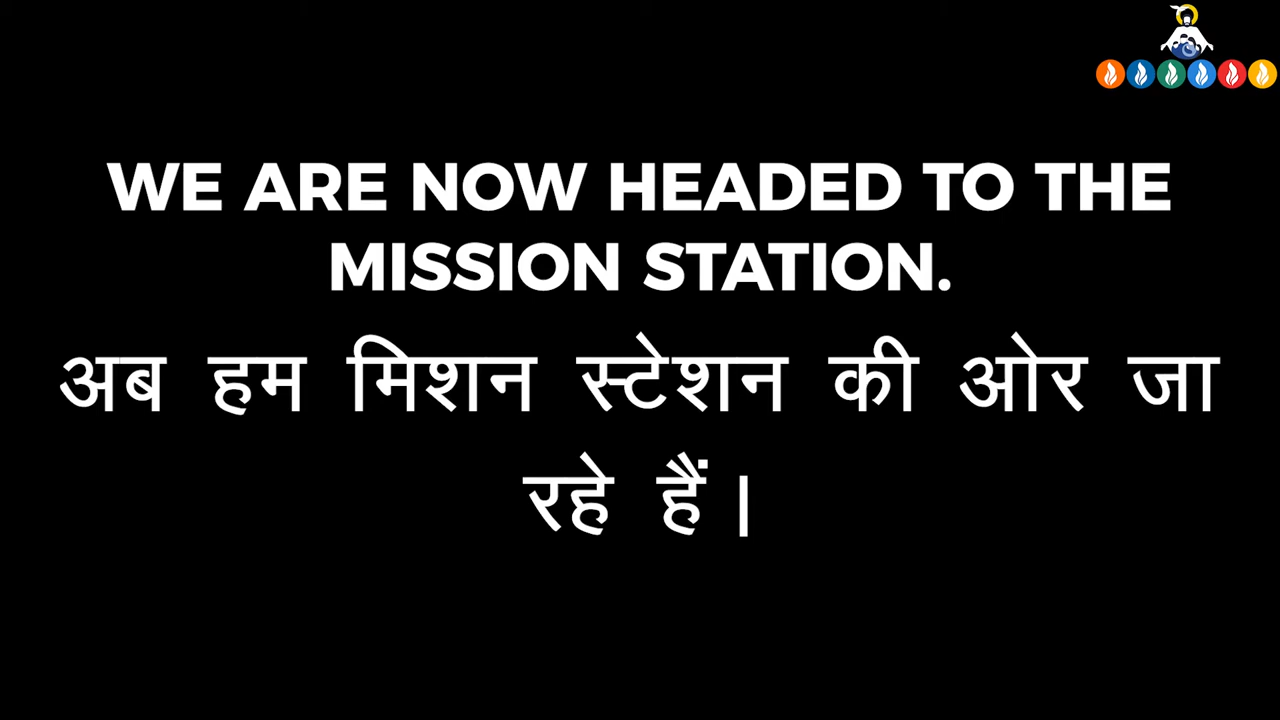 WE ARE NOW HEADED TO THE
MISSION STATION.
अब हम मिशन स्टेशन की ओर जा
रहे हैं।